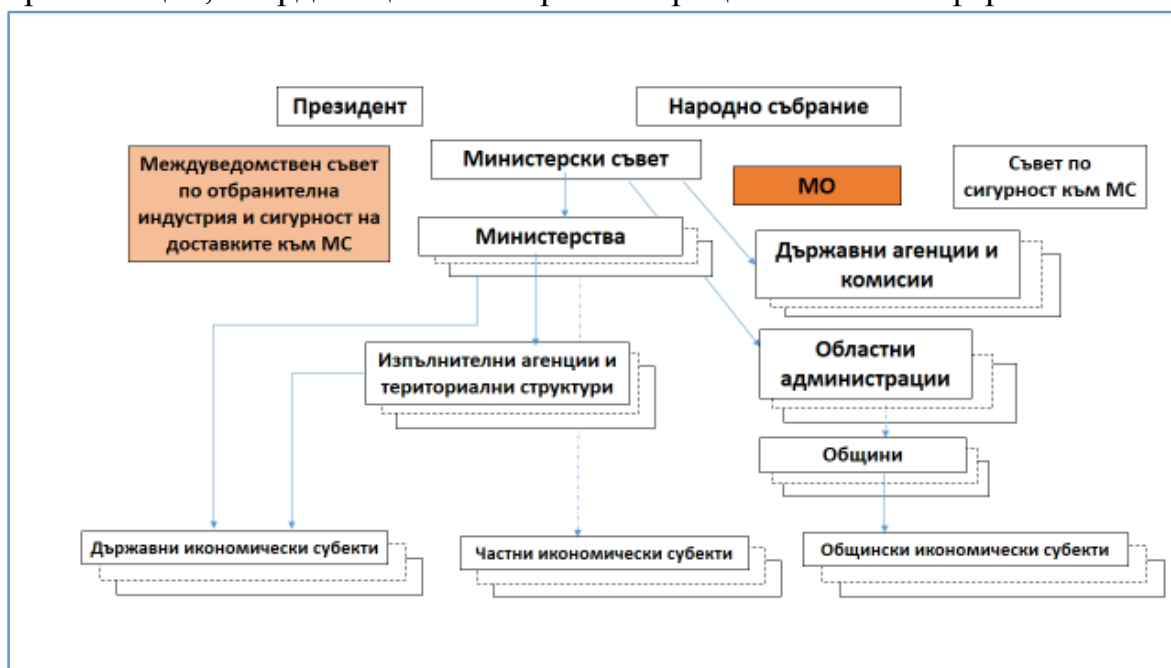 Президент
Народно събрание
Междуведомствен съвет
по отбранителна
индустрия и сигурност на
доставките към МС
Министерски съвет
МО
Съвет по
сигурност към МС
Министерства
Държавни агенции и
комисии
Изпълнителни агенции и
териториални структури
Областни
администрации
Общини
Държавни икономически субекти
Частни икономически субекти
Общински икономически субекти